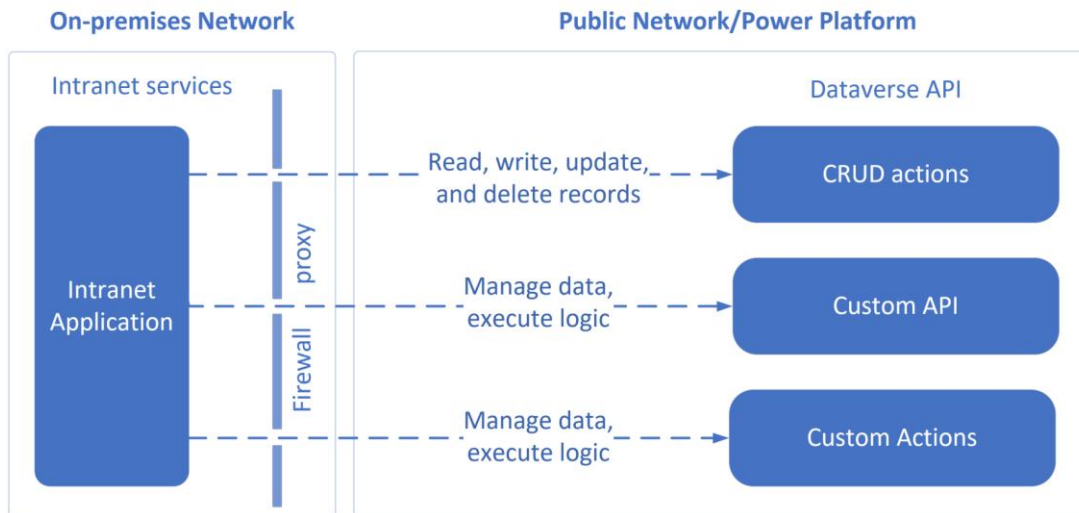 On-premises Network
Public Network/Power Platform
Intranet services
Dataverse API
Read, write, update,
and delete records
CRUD actions
proxy
Intranet
Application
Manage data,
execute logic
Custom API
Firewall
Manage data,
execute logic
Custom Actions